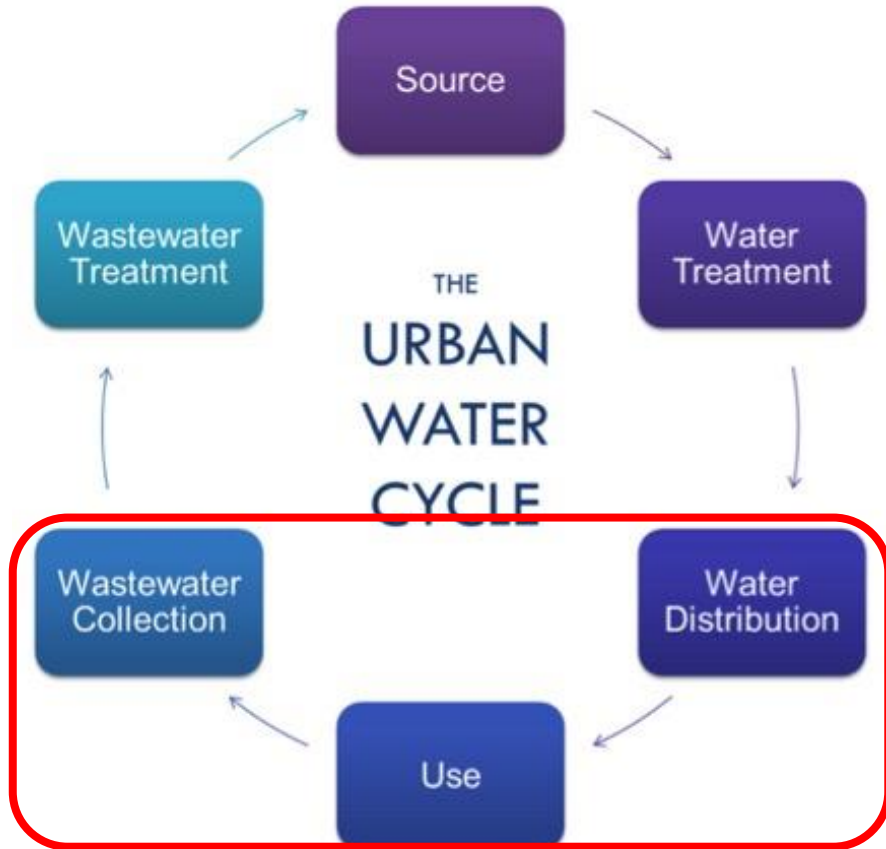 Source
Water
Treatment
Wastewater
Treatment
THE
URBAN
WATER
CYCLE
Water
Distribution
Wastewater
Collection
Use